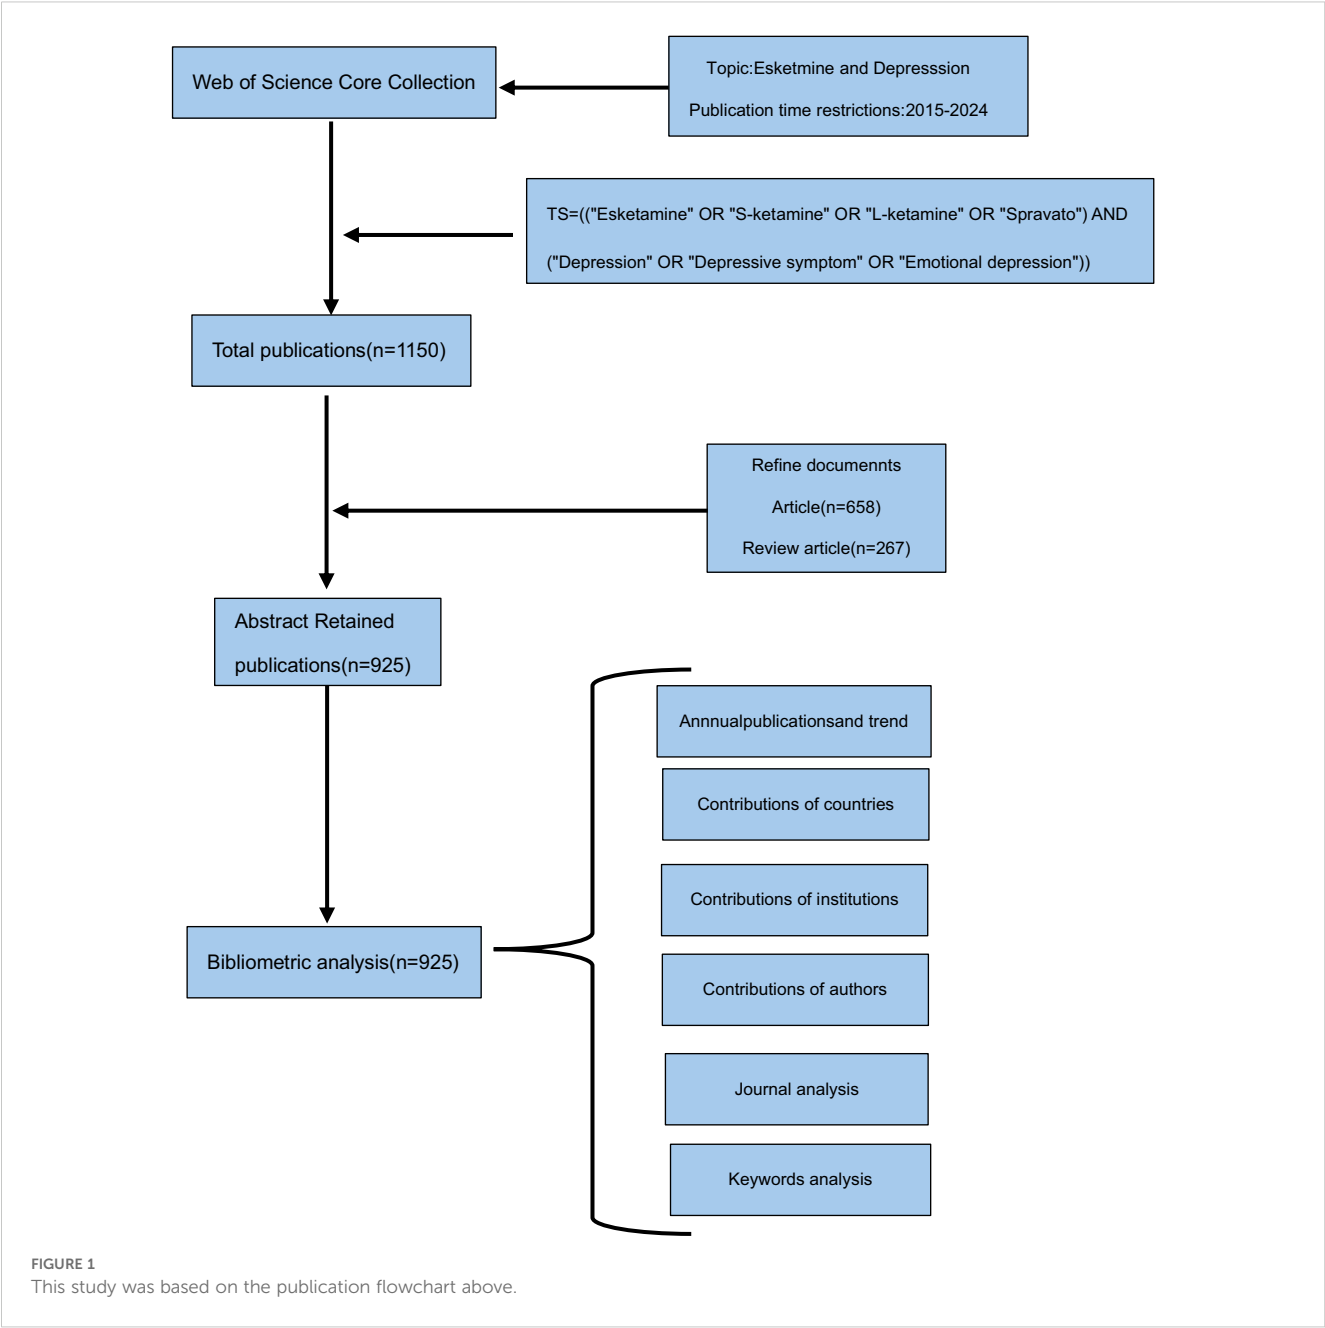 Web of Science Core Collection
Topic:Esketmine and Depresssion
Publication time restrictions:2015-2024
TS=(("Esketamine" OR "S-ketamine" OR "L-ketamine" OR "Spravato") AND
("Depression" OR "Depressive symptom" OR "Emotional depression"))
Total publications(n=1150)
Refine documennts
Article(n=658)
Review article(n=267)
Abstract Retained
publications(n=925)
Bibliometric analysis(n=925)
Annnualpublicationsand trend
Contributions of countries
Contributions of institutions
Contributions of authors
Journal analysis
Keywords analysis
FIGURE 1
This study was based on the publication flowchart above.